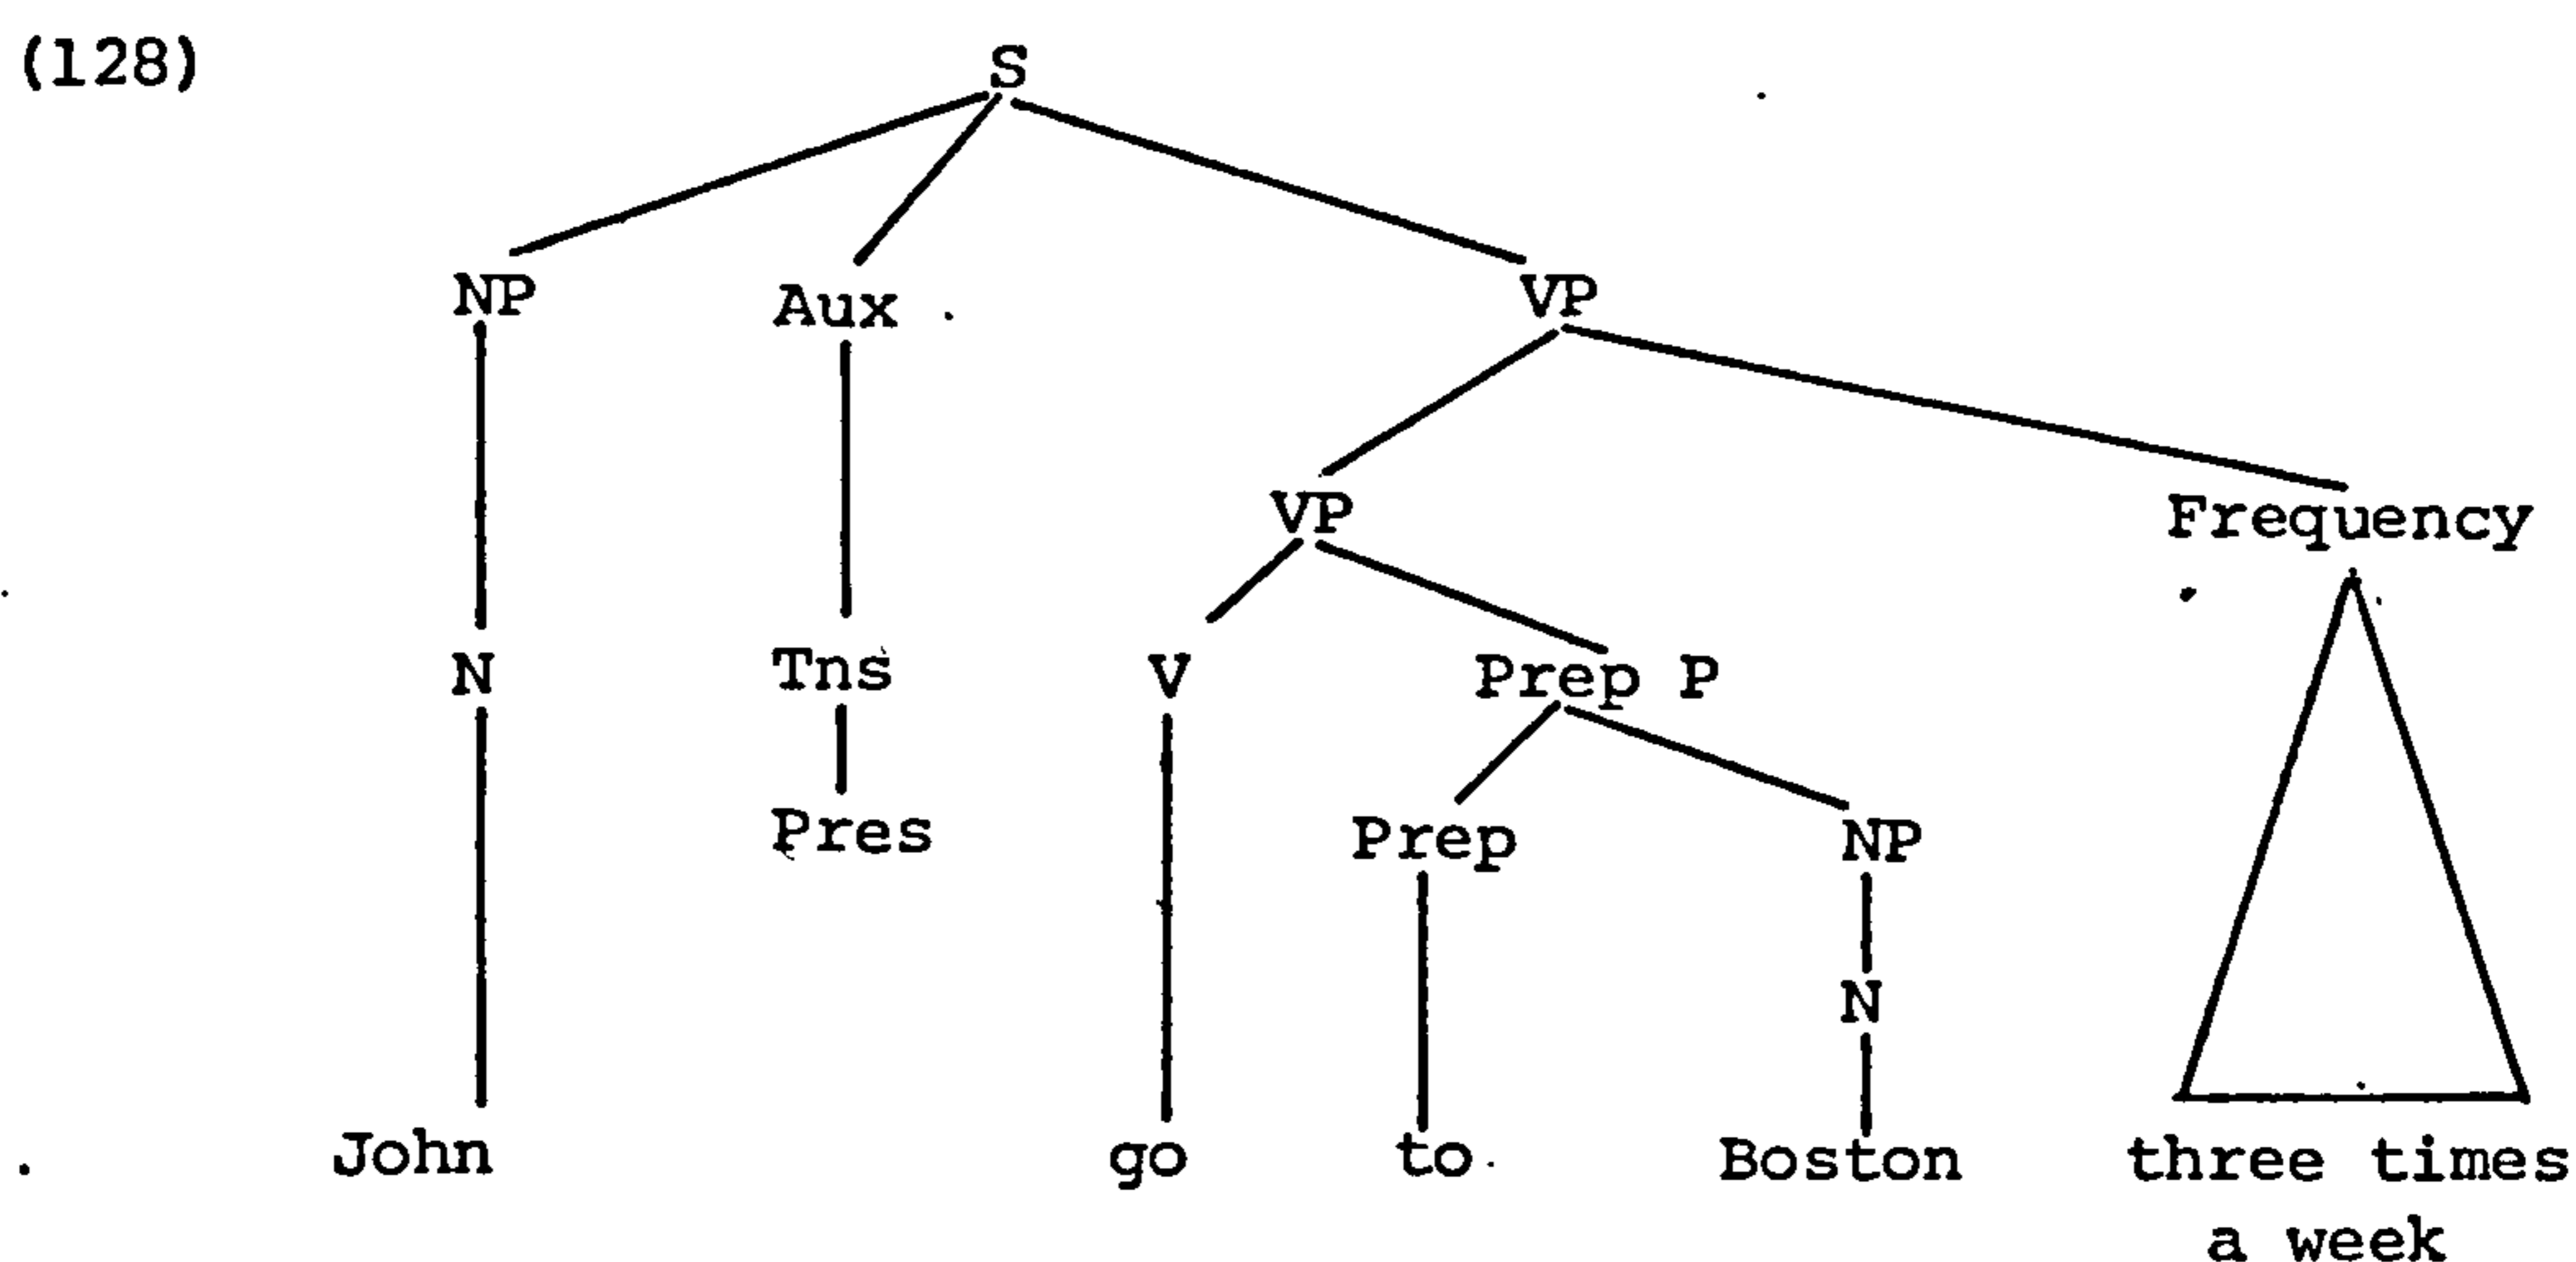 (128)
S
NP Aux VP
VP Frequency
N Tns V Prep P
Pres Prep NP
N
John go to Boston three times
a week